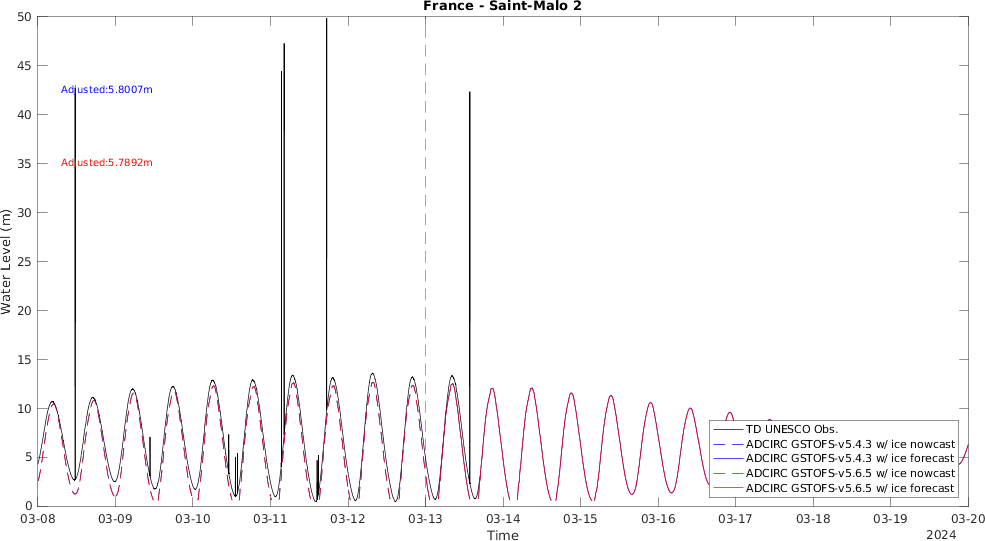 France - Saint-Malo 2
50
45
40
35
30
25
20
15
10
5
0
Water Level (m)
Adjusted:5.8007m
Adjusted:5.7892m
TD UNESCO Obs.
ADCIRC GSTOFS-v5.4.3 w/ ice nowcast
ADCIRC GSTOFS-v5.4.3 w/ ice forecast
ADCIRC GSTOFS-v5.6.5 w/ ice nowcast
ADCIRC GSTOFS-v5.6.5 w/ ice forecast
03-08 03-09 03-10 03-11 03-12 03-13 03-14 03-15 03-16 03-17 03-18 03-19 03-20
Time
2024